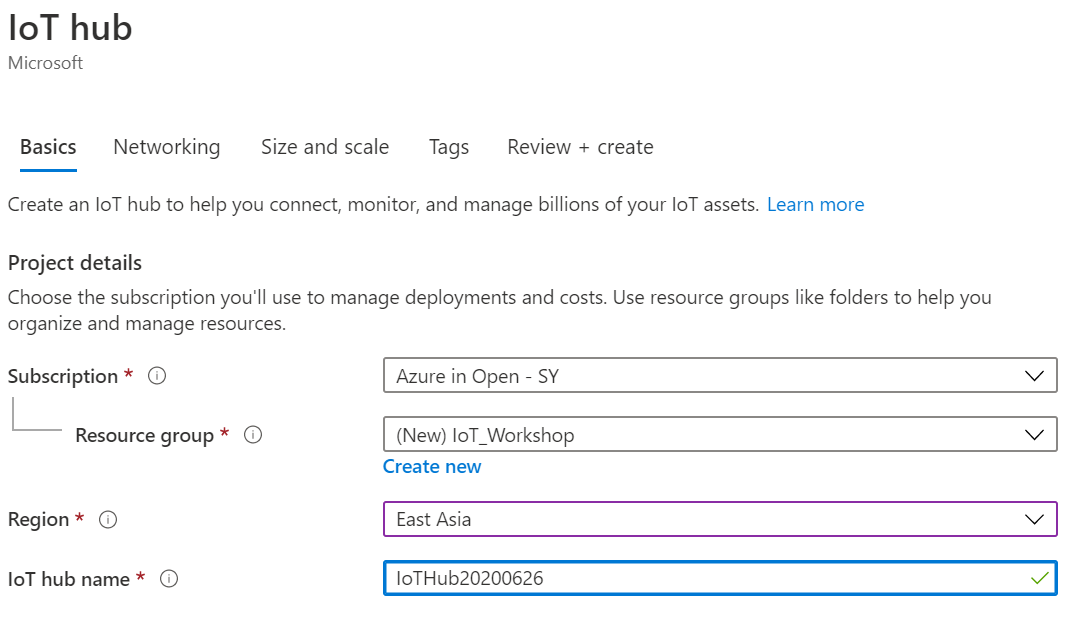 IoT hub
Microsoft
Basics Networking Size and scale Tags Review + create
Create an IoT hub to help you connect, monitor, and manage billions of your IoT assets. Learn more
Project details
Choose the subscription you'll use to manage deployments and costs. Use resource groups like folders to help you
organize and manage resources.
Subscription * Azure in Open - SY
Resource group * (New) IoT_Workshop
Create new
Region * East Asia
IoT hub name * IoTHub20200626